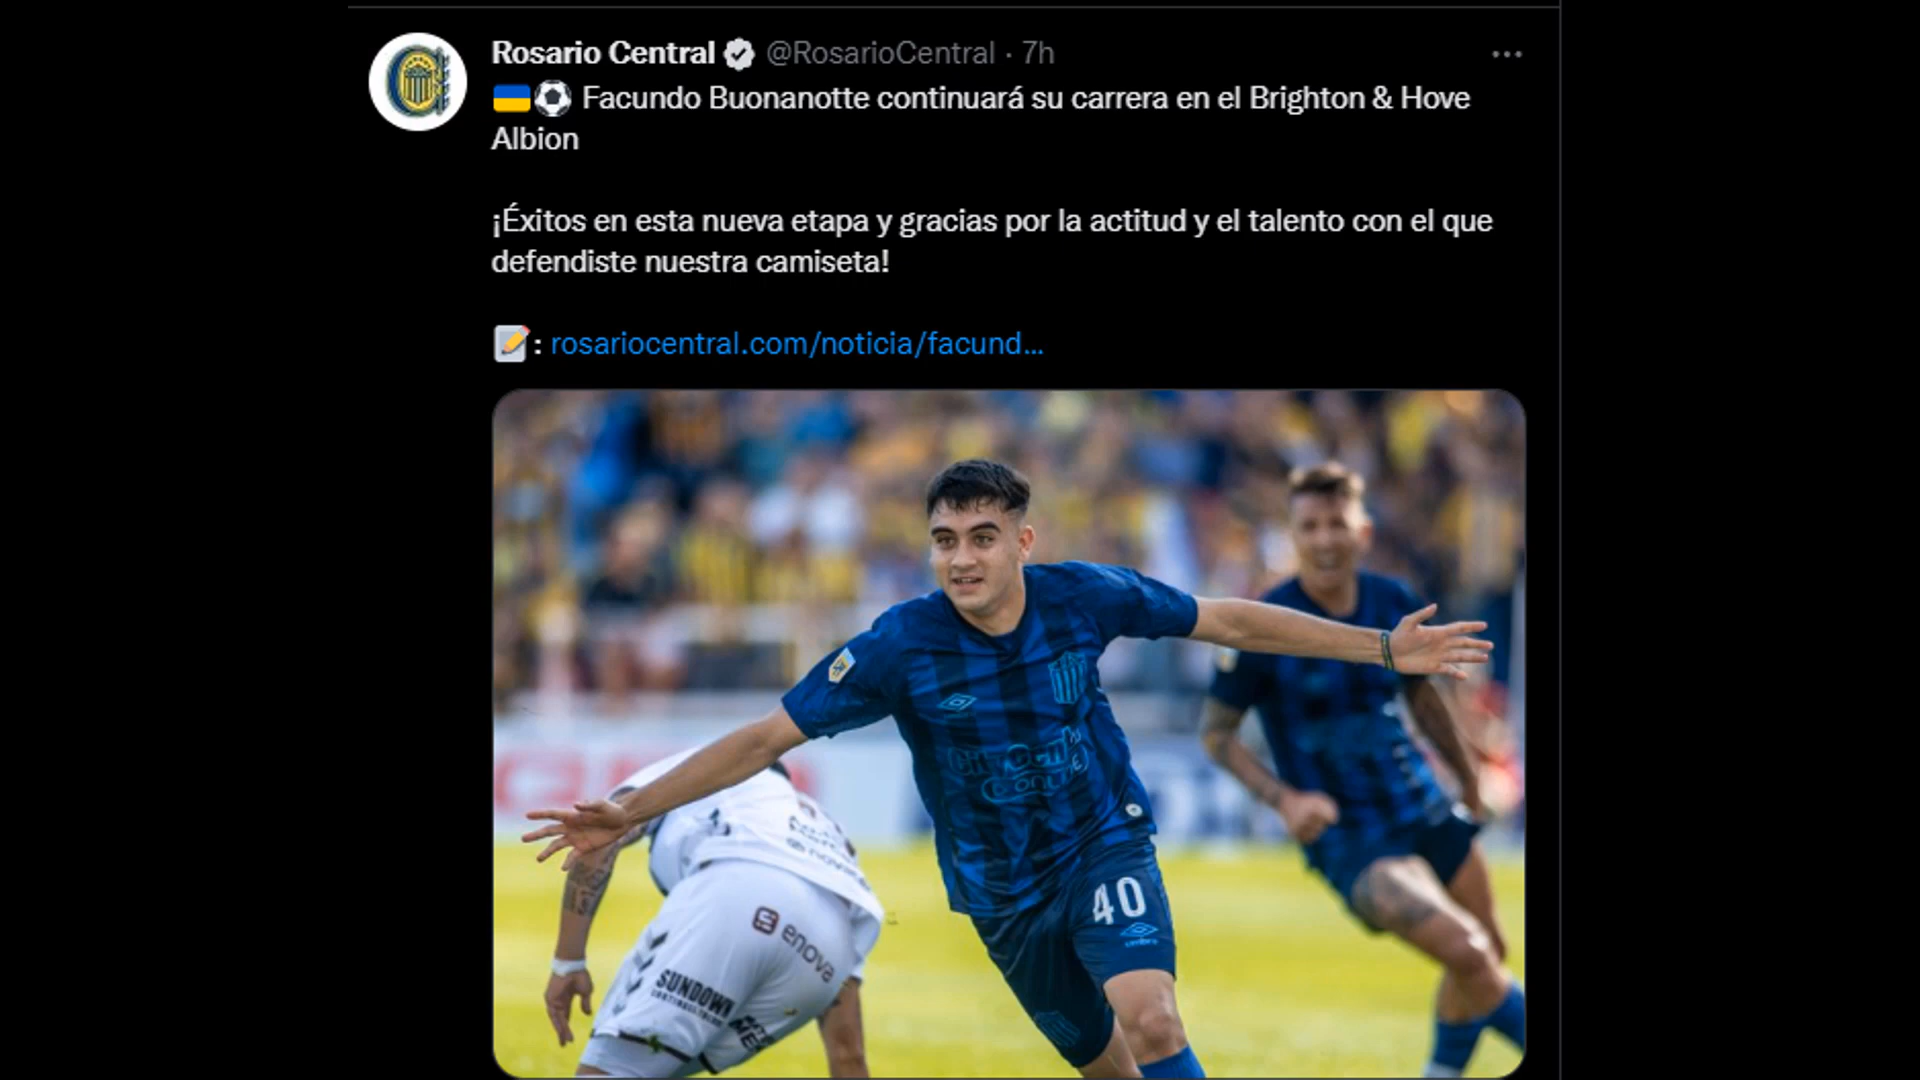 Rosario Central @RosarioCentral · 7h
Facundo Buonanotte continuará su carrera en el Brighton & Hove
Albion
¡Éxitos en esta nueva etapa y gracias por la actitud y el talento con el que
defendiste nuestra camiseta!
: rosariocentral.com/noticia/facund...
40
umbro
enova
SUNDOWN